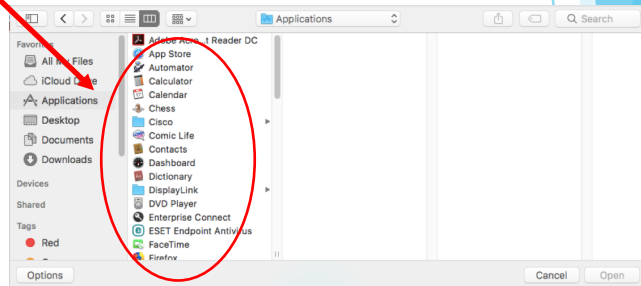 Applications
Search
Favorites
All My Files
iCloud Drive
Applications
Desktop
Documents
Downloads
Devices
Shared
Tags
Red
Adobe Acro...t Reader DC
App Store
Automator
Calculator
Calendar
Chess
Cisco
Comic Life
Contacts
Dashboard
Dictionary
DisplayLink
DVD Player
Enterprise Connect
ESET Endpoint Antivirus
FaceTime
Firefox
Options
Cancel
Open